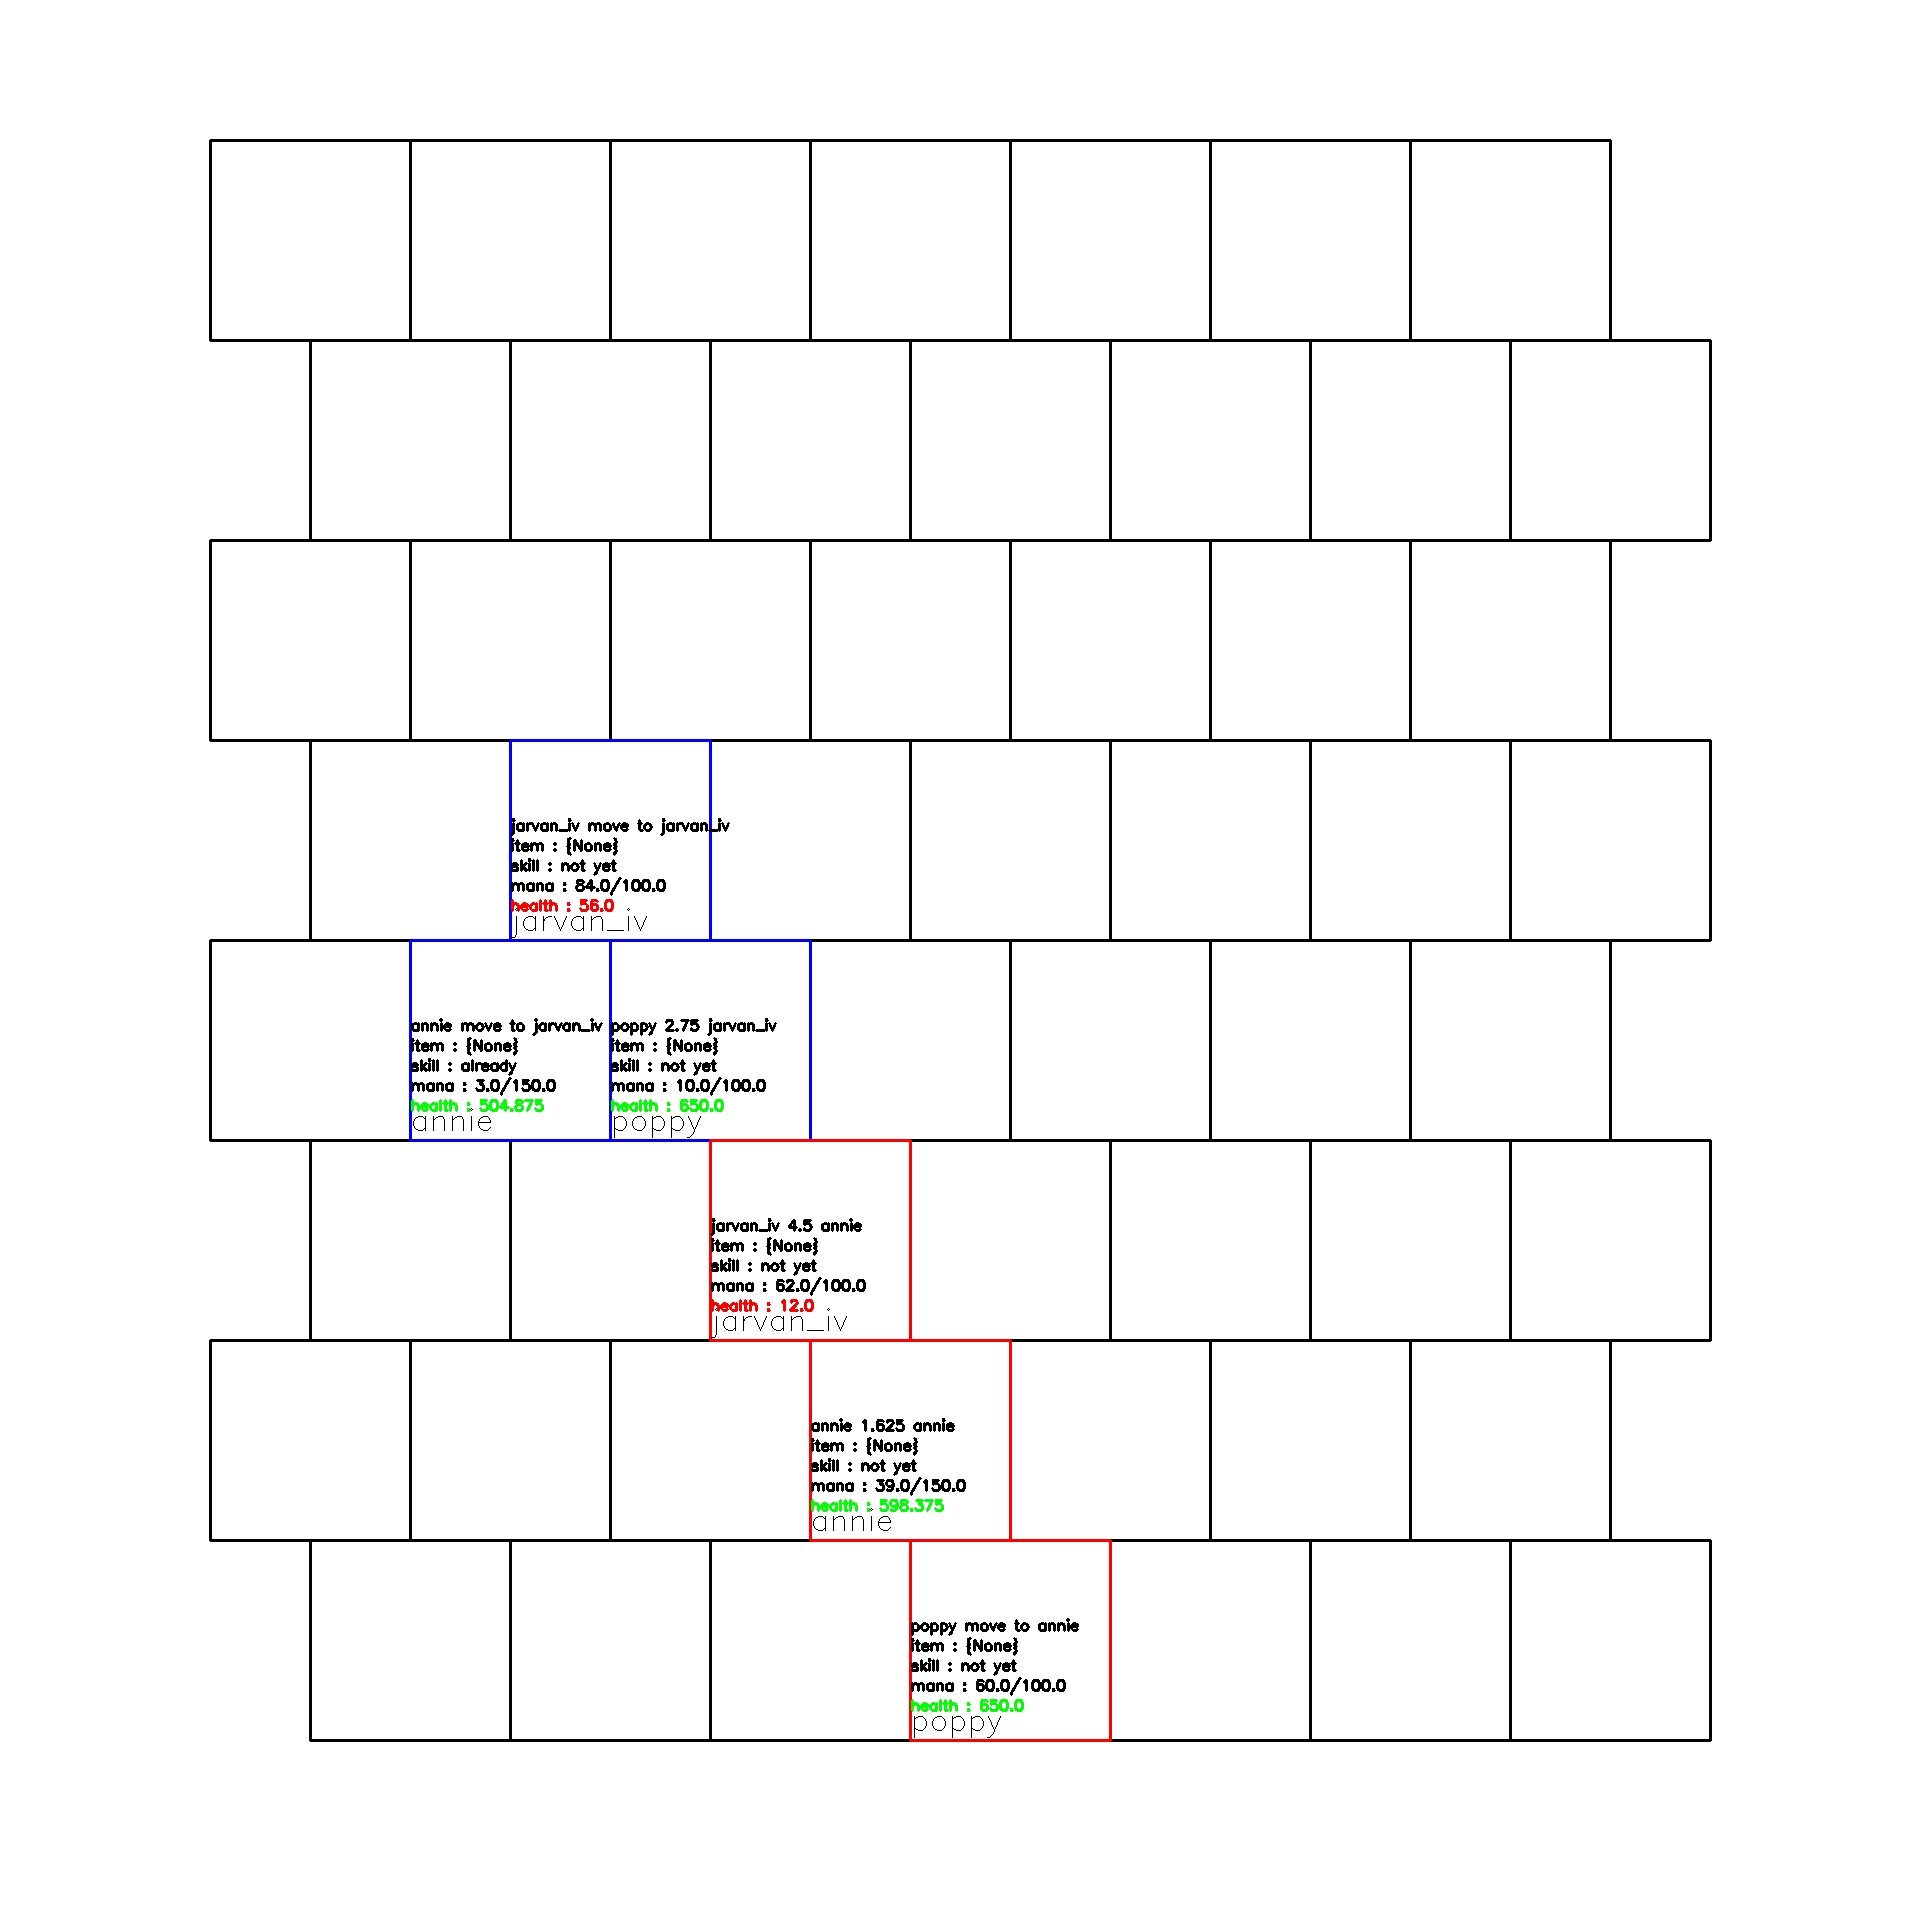 jarvan_iv move to jarvan_iv
item : {None}
skill : not yet
mana : 84.0/100.0
health : 56.0
jarvan_iv
annie move to jarvan_iv
item : {None}
skill : already
mana : 3.0/150.0
health : 504.875
annie
poppy 2.75 jarvan_iv
item : {None}
skill : not yet
mana : 10.0/100.0
health : 650.0
poppy
jarvan_iv 4.5 annie
item : {None}
skill : not yet
mana : 62.0/100.0
health : 12.0
jarvan_iv
annie 1.625 annie
item : {None}
skill : not yet
mana : 39.0/150.0
health : 598.375
annie
poppy move to annie
item : {None}
skill : not yet
mana : 60.0/100.0
health : 650.0
poppy